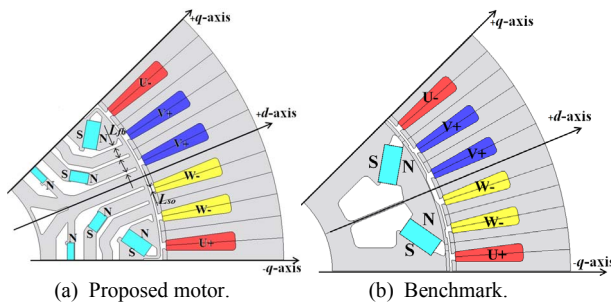 +q-axis
U-
V+
V+
W-
W-
U+
+d-axis
-q-axis
Lfb
Lso
S
N
S
N
N
S
N
S
N
S
N
S
(a) Proposed motor.
+q-axis
U-
V+
V+
W-
W-
U+
+d-axis
-q-axis
S
N
N
S
(b) Benchmark.